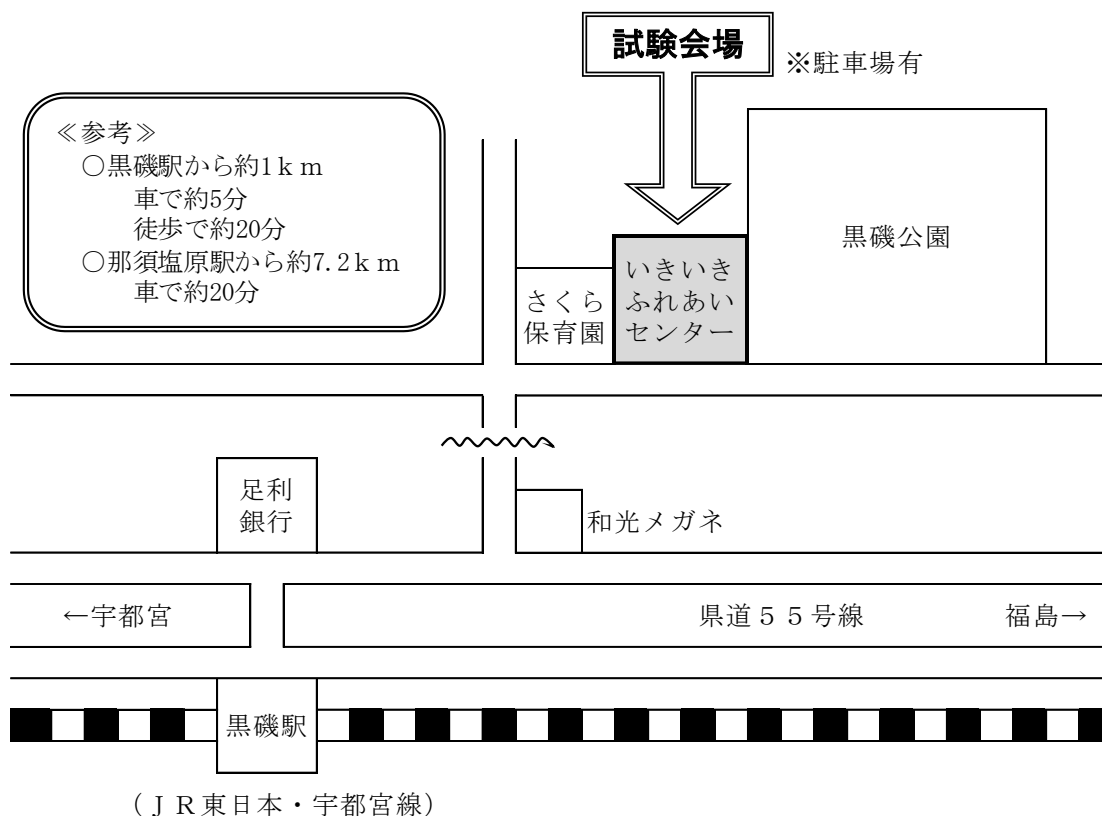 試験会場
※駐車場有
≪参考≫
○黒磯駅から約1ｋｍ
車で約5分
徒歩で約20分
○那須塩原駅から約7.2ｋｍ
車で約20分
黒磯公園
いきいき
ふれあい
センター
さくら
保育園
足利
銀行
和光メガネ
←宇都宮
県道５５号線
福島→
黒磯駅
（ＪＲ東日本・宇都宮線）